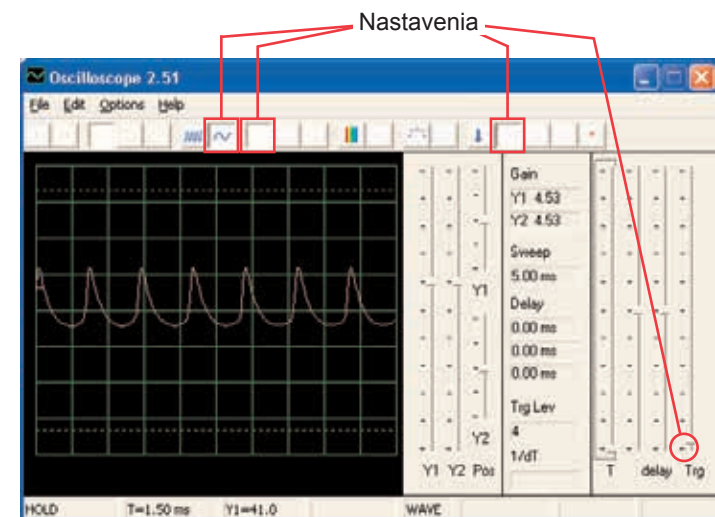 Nastavenia
Oscilloscope 2.51
File Edit Options Help
Gain
Y1 4.53
Y2 4.53
Sweep
5.00 ms
Delay
0.00 ms
0.00 ms
0.00 ms
Trg Lev
4
1/dT
Y1
Y2
Y1 Y2 Pos
T delay Trg
HOLD T=1.50 ms Y1=41.0 WAVE